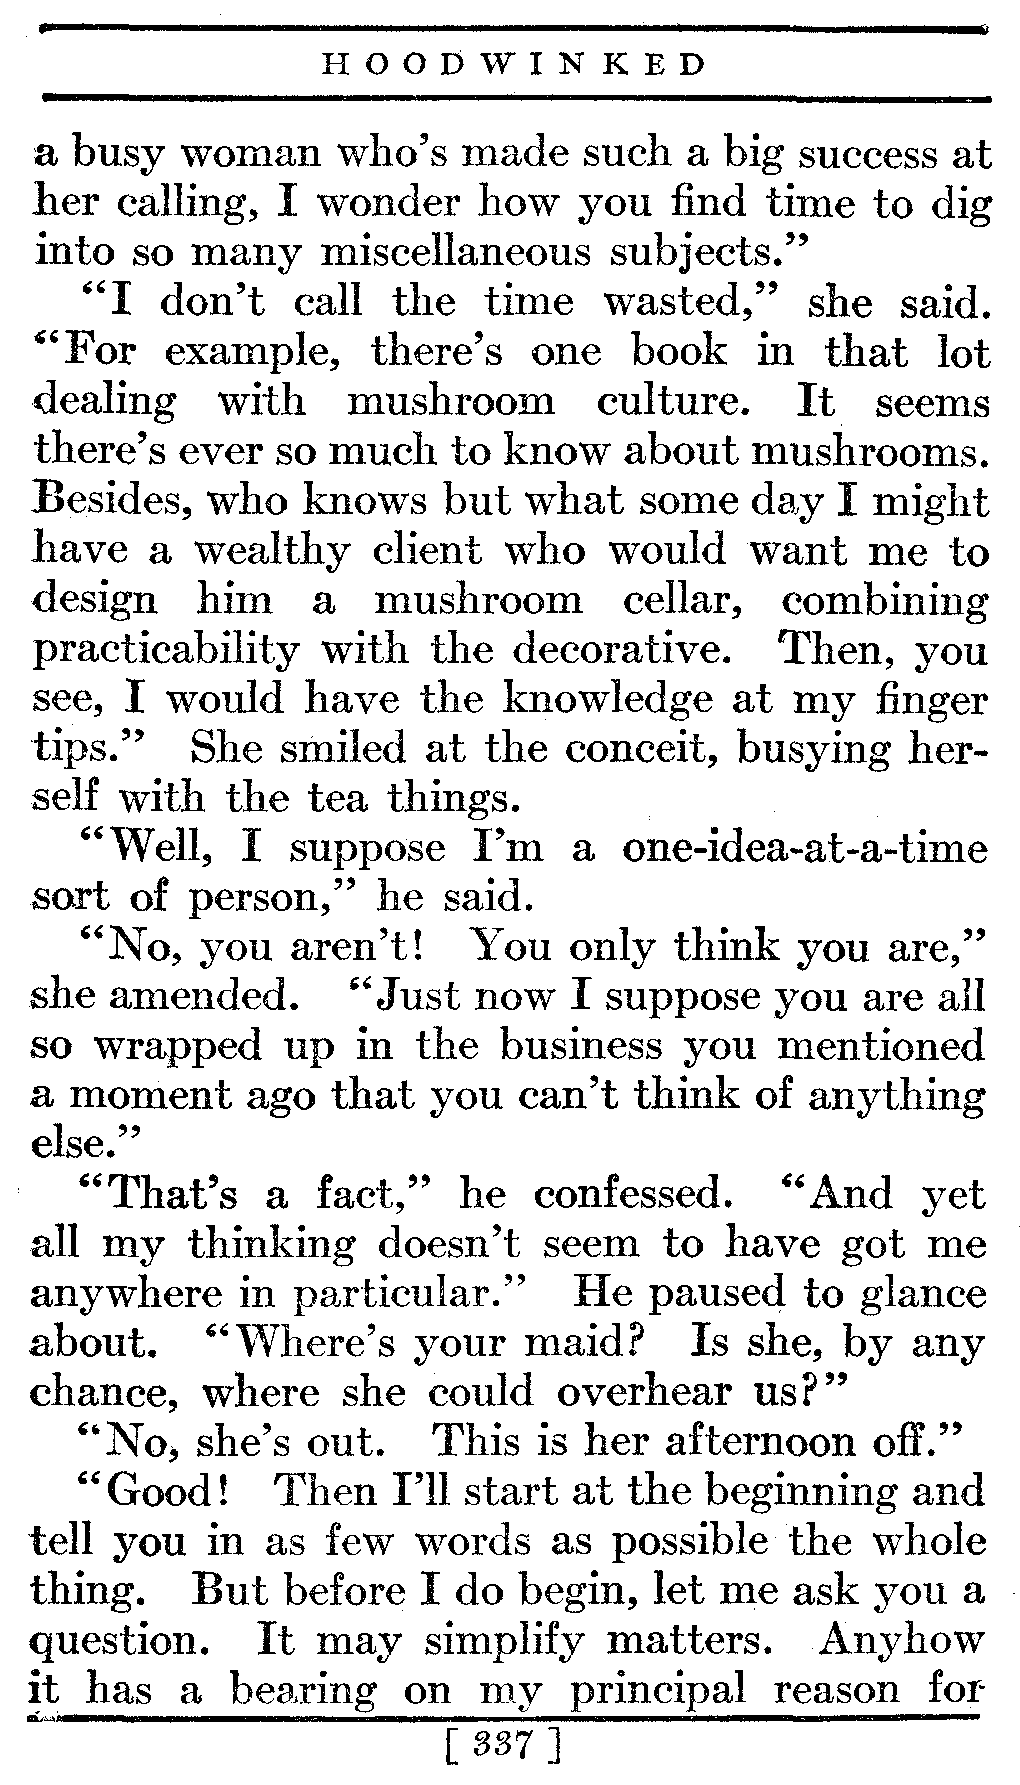 HOODWINKED
a busy woman who's made such a big success at
her calling, I wonder how you find time to dig
into so many miscellaneous subjects."
"I don't call the time wasted," she said.
"For example, there's one book in that lot
dealing with mushroom culture. It seems
there's ever so much to know about mushrooms.
Besides, who knows but what some day I might
have a wealthy client who would want me to
design him a mushroom cellar, combining
practicability with the decorative. Then, you
see, I would have the knowledge at my finger
tips." She smiled at the conceit, busying her-
self with the tea things.
"Well, I suppose I'm a one-idea-at-a-time
sort of person," he said.
"No, you aren't! You only think you are,"
she amended. "Just now I suppose you are all
so wrapped up in the business you mentioned
a moment ago that you can't think of anything
else."
"That's a fact," he confessed. "And yet
all my thinking doesn't seem to have got me
anywhere in particular." He paused to glance
about. "Where's your maid? Is she, by any
chance, where she could overhear us?"
"No, she's out. This is her afternoon off."
"Good! Then I'll start at the beginning and
tell you in as few words as possible the whole
thing. But before I do begin, let me ask you a
question. It may simplify matters. Anyhow
it has a bearing on my principal reason for
[ 337 ]